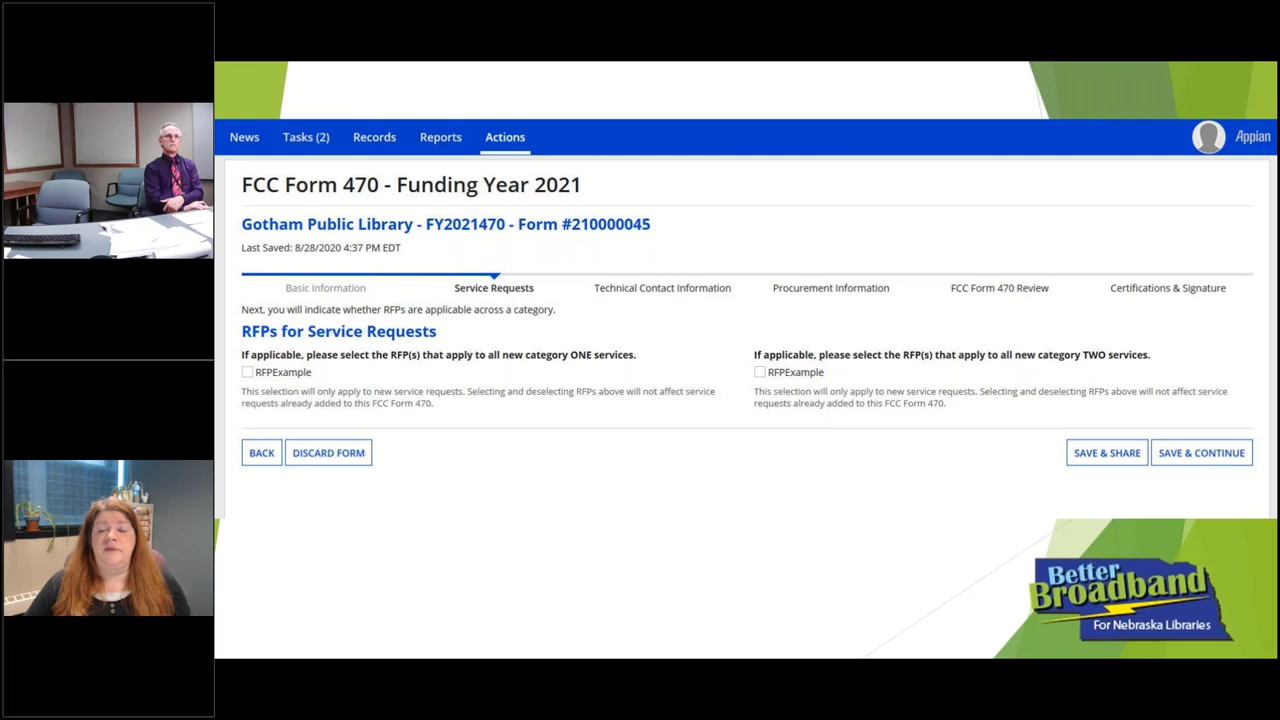 News Tasks (2) Records Reports Actions Appian
FCC Form 470 - Funding Year 2021
Gotham Public Library - FY2021470 - Form #210000045
Last Saved: 8/28/2020 4:37 PM EDT
Basic Information Service Requests Technical Contact Information Procurement Information FCC Form 470 Review Certifications & Signature
Next, you will indicate whether RFPs are applicable across a category.
RFPs for Service Requests
If applicable, please select the RFP(s) that apply to all new category ONE services.
RFPExample
This selection will only apply to new service requests. Selecting and deselecting RFPs above will not affect service
requests already added to this FCC Form 470.
If applicable, please select the RFP(s) that apply to all new category TWO services.
RFPExample
This selection will only apply to new service requests. Selecting and deselecting RFPs above will not affect service
requests already added to this FCC Form 470.
BACK DISCARD FORM SAVE & SHARE SAVE & CONTINUE
Better
Broadband
For Nebraska Libraries